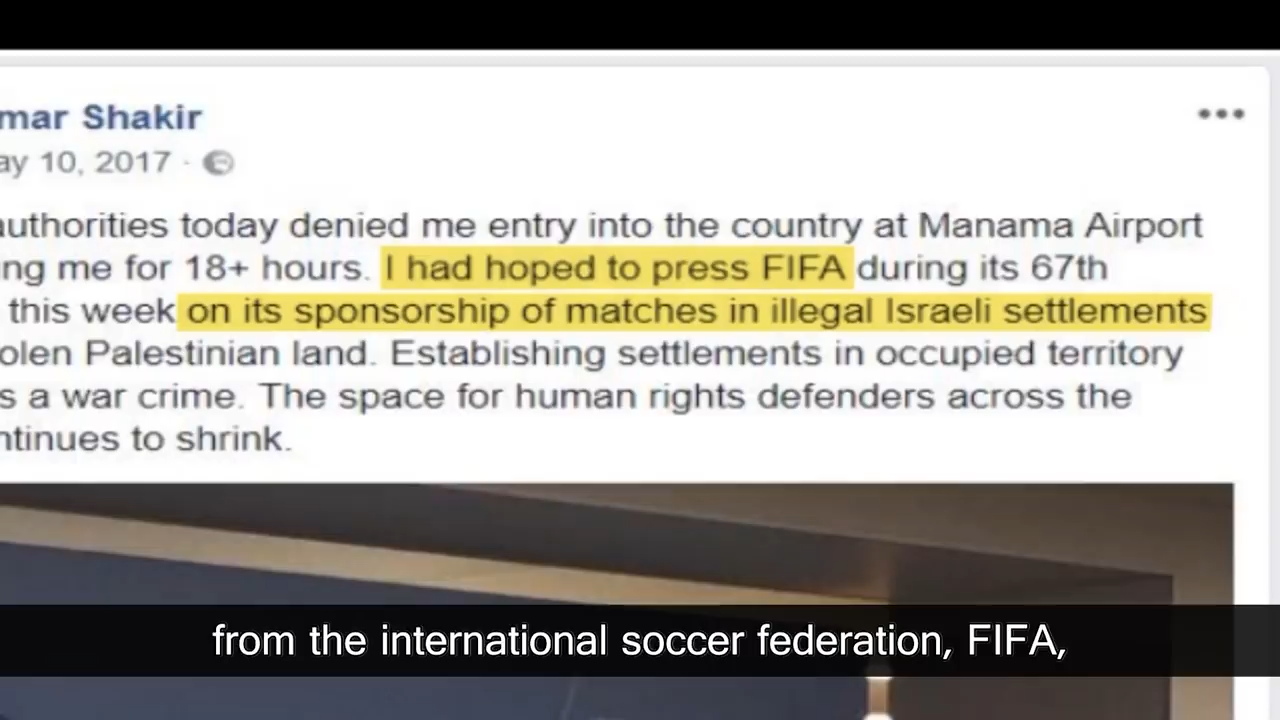 mar Shakir
ay 10, 2017 ·
authorities today denied me entry into the country at Manama Airport
ing me for 18+ hours. I had hoped to press FIFA during its 67th
this week on its sponsorship of matches in illegal Israeli settlements
olen Palestinian land. Establishing settlements in occupied territory
s a war crime. The space for human rights defenders across the
ntinues to shrink.
from the international soccer federation, FIFA,